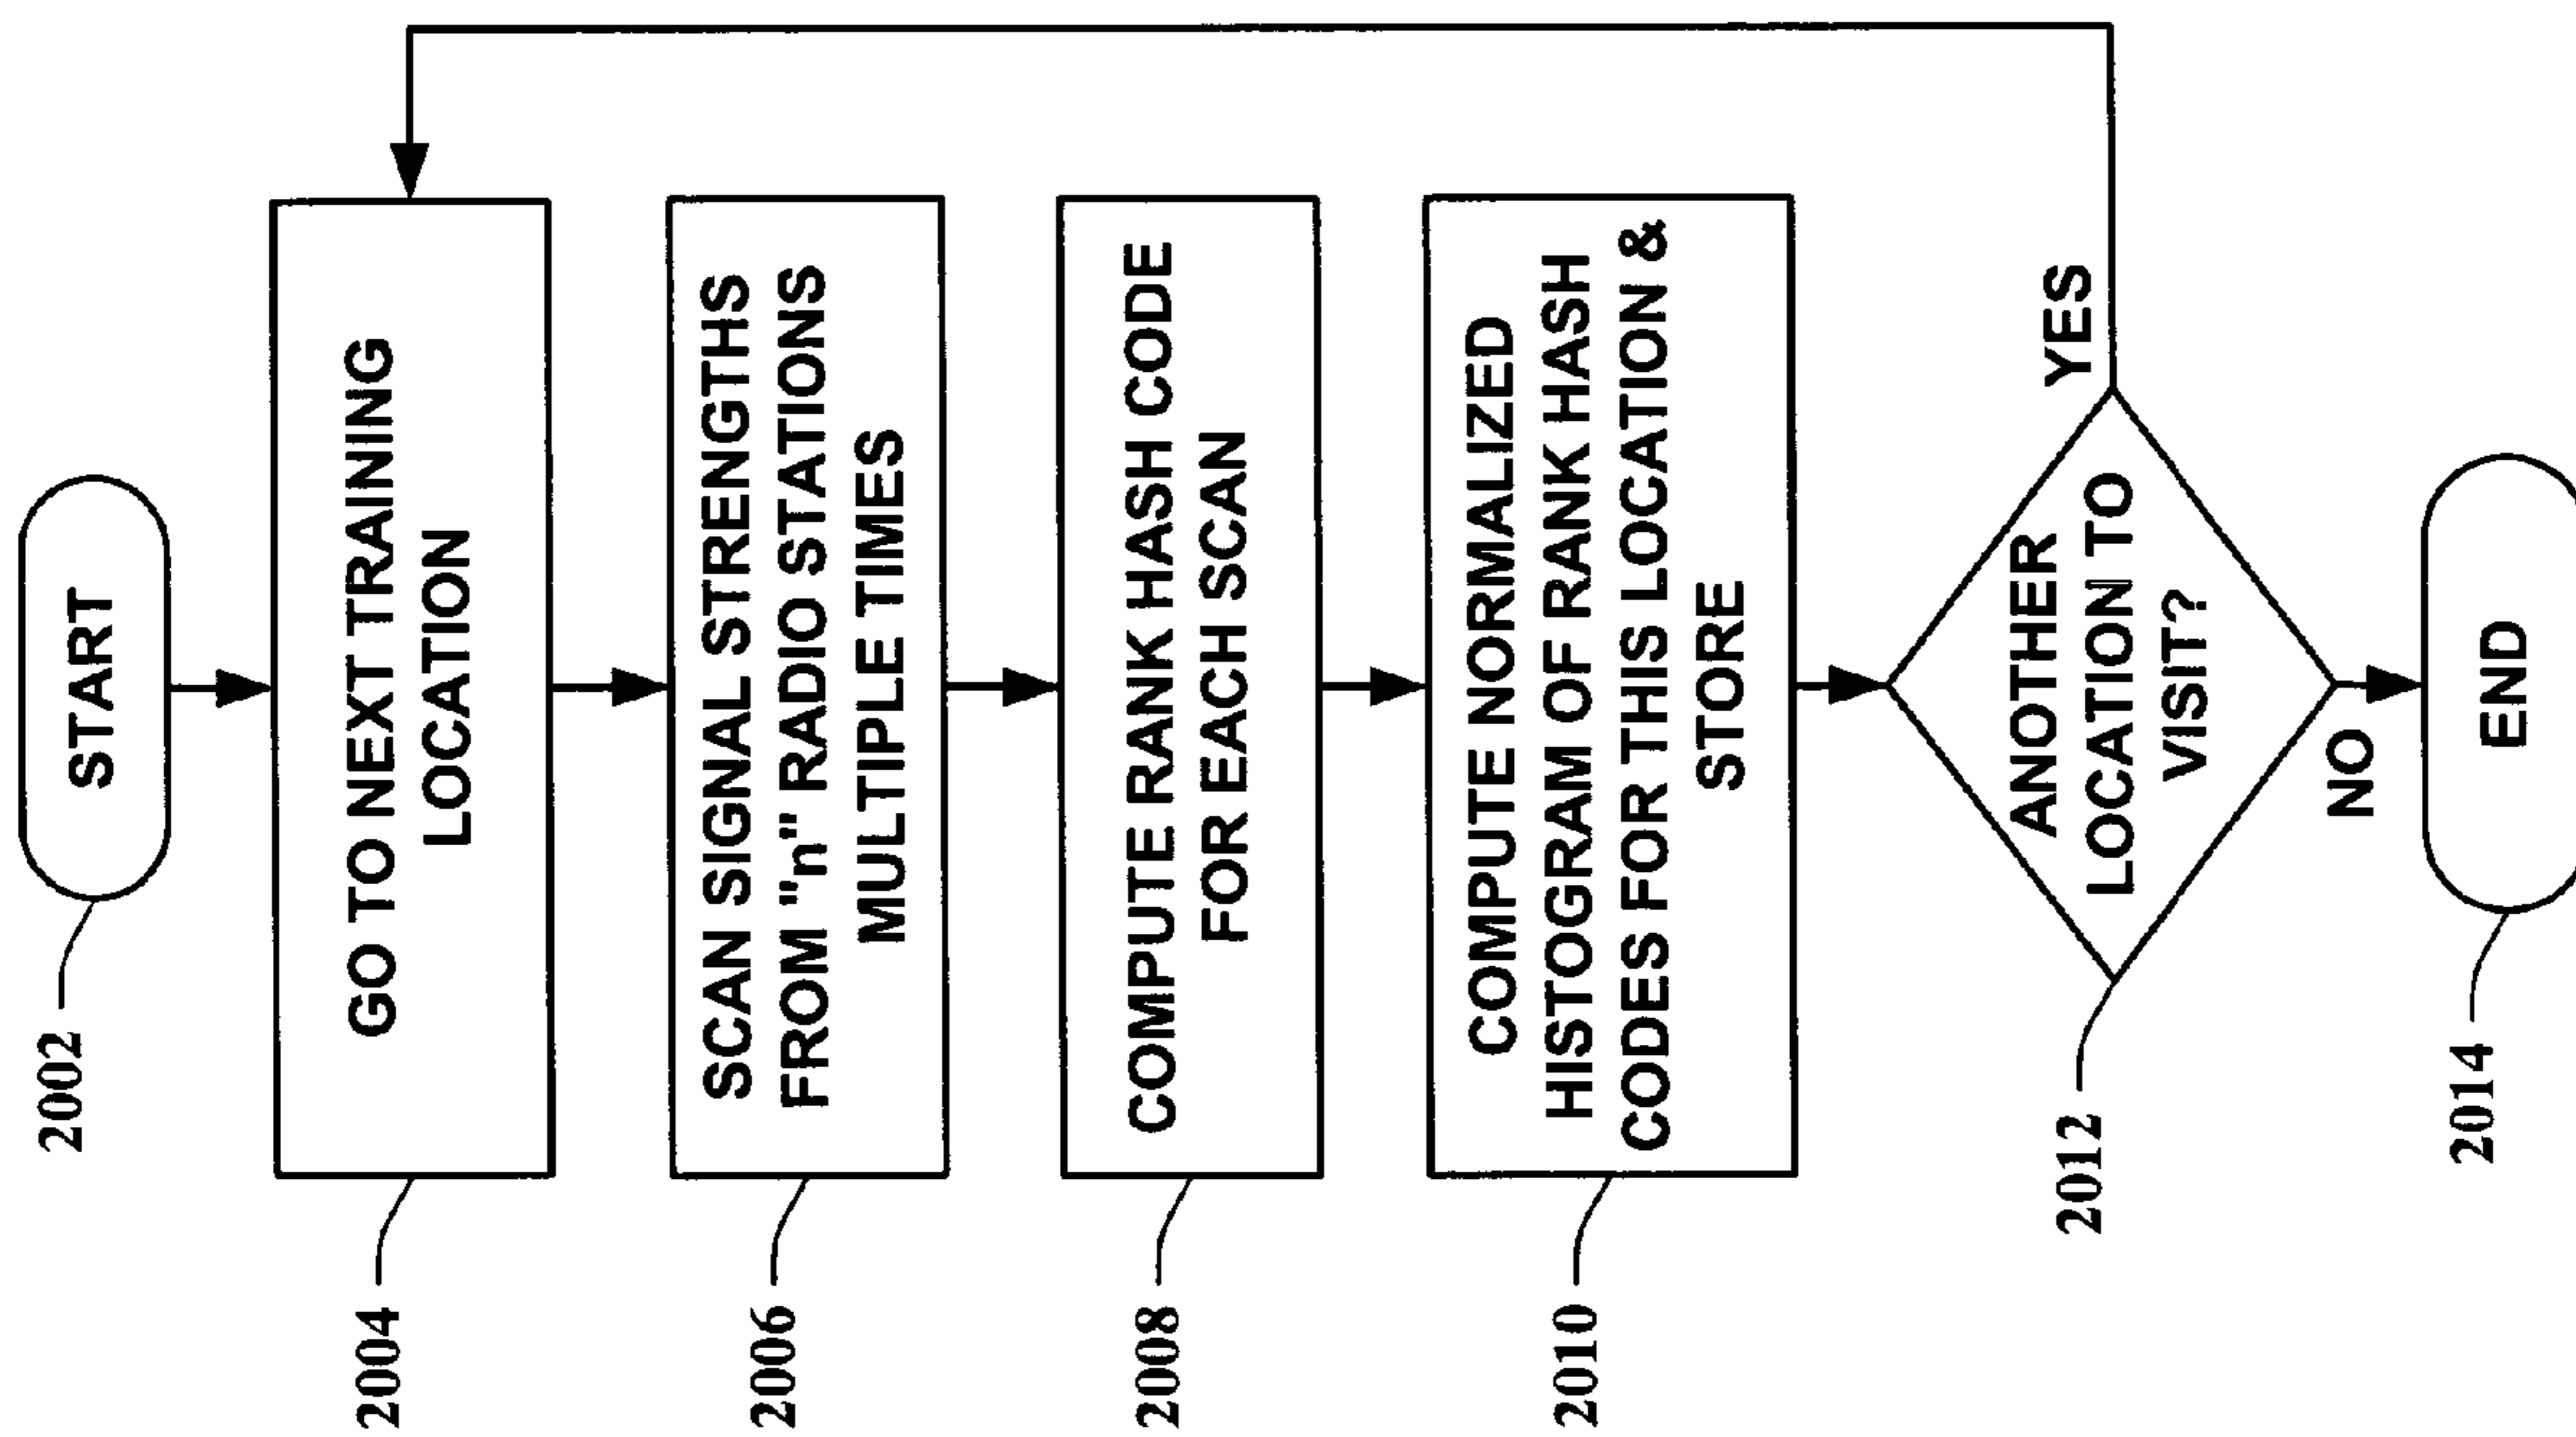 START
2002
GO TO NEXT TRAINING
LOCATION
2004
SCAN SIGNAL STRENGTHS
FROM "n" RADIO STATIONS
MULTIPLE TIMES
2006
COMPUTE RANK HASH CODE
FOR EACH SCAN
2008
COMPUTE NORMALIZED
HISTOGRAM OF RANK HASH
CODES FOR THIS LOCATION &
STORE
2010
ANOTHER
LOCATION TO
VISIT?
YES
2012
NO
END
2014